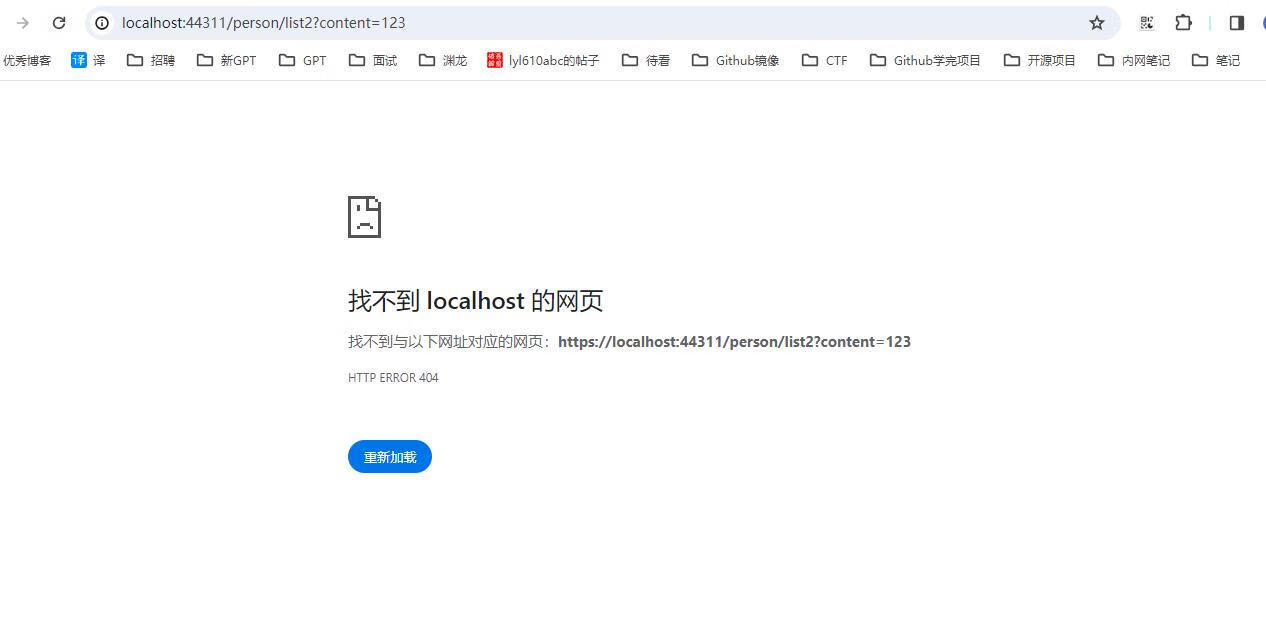 localhost:44311/person/list2?content=123
优秀博客 译 译 招聘 新GPT GPT 面试 渊龙 lyl610abc的帖子 待看 Github镜像 CTF Github学完项目 开源项目 内网笔记 笔记
找不到 localhost 的网页
找不到与以下网址对应的网页：https://localhost:44311/person/list2?content=123
HTTP ERROR 404
重新加载